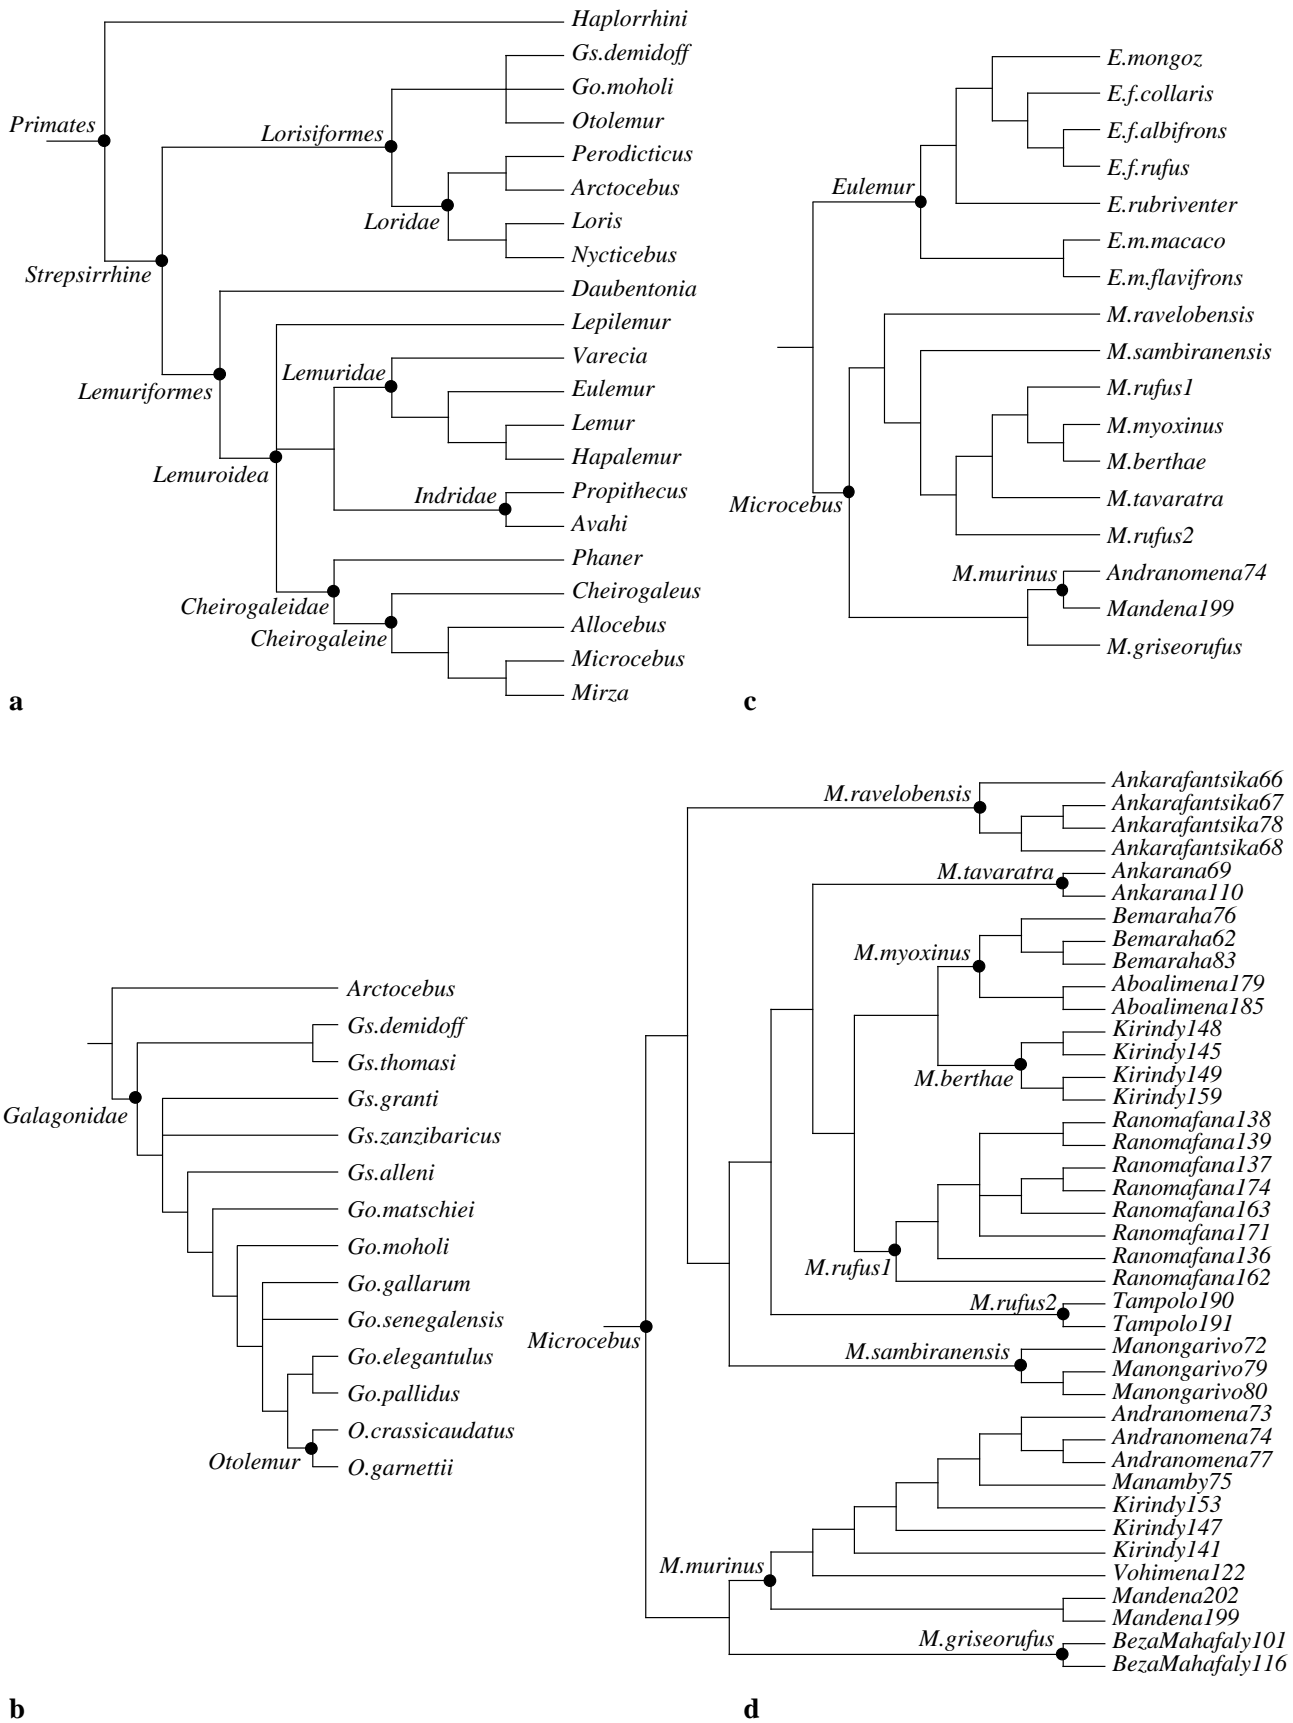 Haplorrhini
Gs.demidoff
Go.moholi
Otolemur
Primates
Lorisiformes
Perodicticus
Arctocebus
Loridae
Loris
Nycticebus
Strepsirrhine
Daubentonia
Lepilemur
Varecia
Lemuridae
Lemuriformes
Eulemur
Lemur
Hapalemur
Lemuroidea
Indridae
Propithecus
Avahi
Phaner
Cheirogaleidae
Cheirogaleus
Cheirogaleine
Allocebus
Microcebus
Mirza
a
E.mongoz
E.f.collaris
E.f.albifrons
E.f.rufus
Eulemur
E.rubriventer
E.m.macaco
E.m.flavifrons
M.ravelobensis
M.sambiranensis
M.rufus1
M.myoxinus
M.berthae
Microcebus
M.tavaratra
M.rufus2
M.murinus
Andranomena74
Mandena199
M.griseorufus
c
Arctocebus
Gs.demidoff
Gs.thomasi
Galagonidae
Gs.granti
Gs.zanzibaricus
Gs.alleni
Go.matschiei
Go.moholi
Go.gallarum
Go.senegalensis
Go.elegantulus
Go.pallidus
O.crassicaudatus
Otolemur
O.garnettii
b
Ankarafantsika66
M.ravelobensis
Ankarafantsika67
Ankarafantsika78
Ankarafantsika68
M.tavaratra
Ankarana69
Ankarana110
Bemaraha76
Bemaraha62
M.myoxinus
Bemaraha83
Aboalimena179
Aboalimena185
Kirindy148
Kirindy145
M.berthae
Kirindy149
Kirindy159
Ranomafana138
Ranomafana139
Ranomafana137
Ranomafana174
Ranomafana163
Ranomafana171
Ranomafana136
M.rufus1
Ranomafana162
M.rufus2
Tampolo190
Tampolo191
Microcebus
M.sambiranensis
Manongarivo72
Manongarivo79
Manongarivo80
Andranomena73
Andranomena74
Andranomena77
Manamby75
Kirindy153
Kirindy147
Kirindy141
M.murinus
Vohimena122
Mandena202
Mandena199
M.griseorufus
BezaMahafaly101
BezaMahafaly116
d